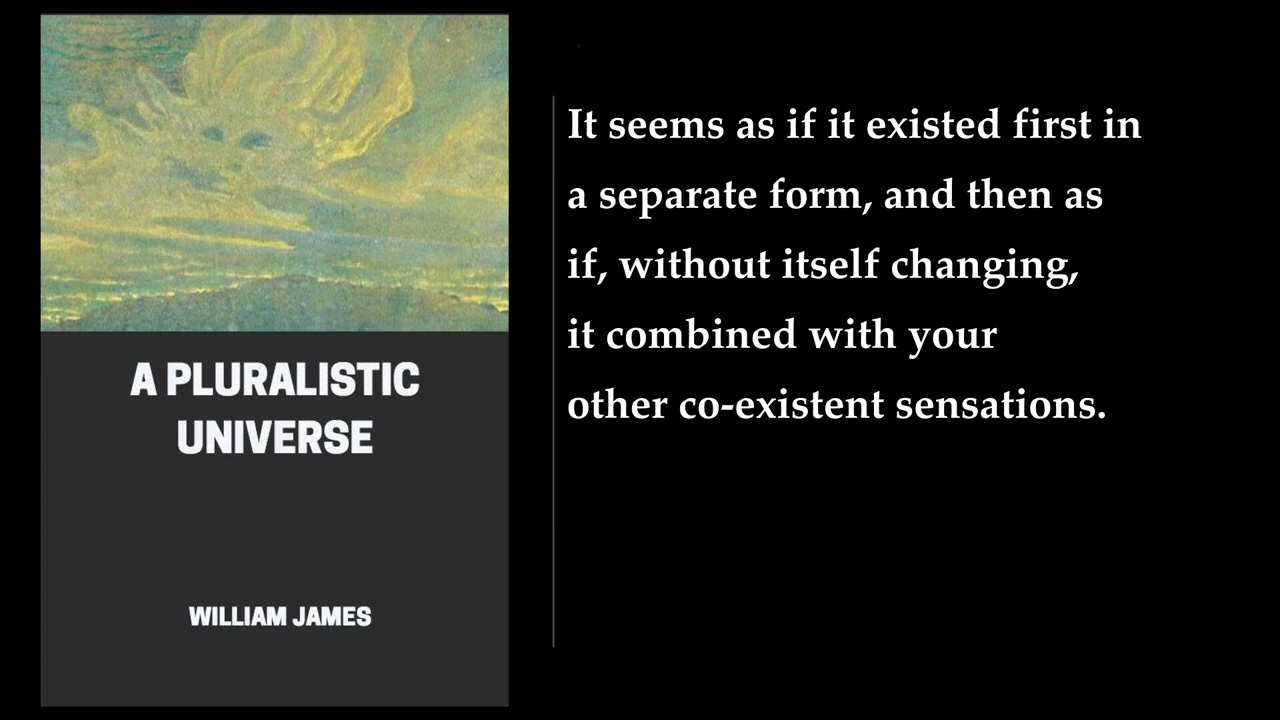 A PLURALISTIC
UNIVERSE
WILLIAM JAMES
It seems as if it existed first in
a separate form, and then as
if, without itself changing,
it combined with your
other co-existent sensations.